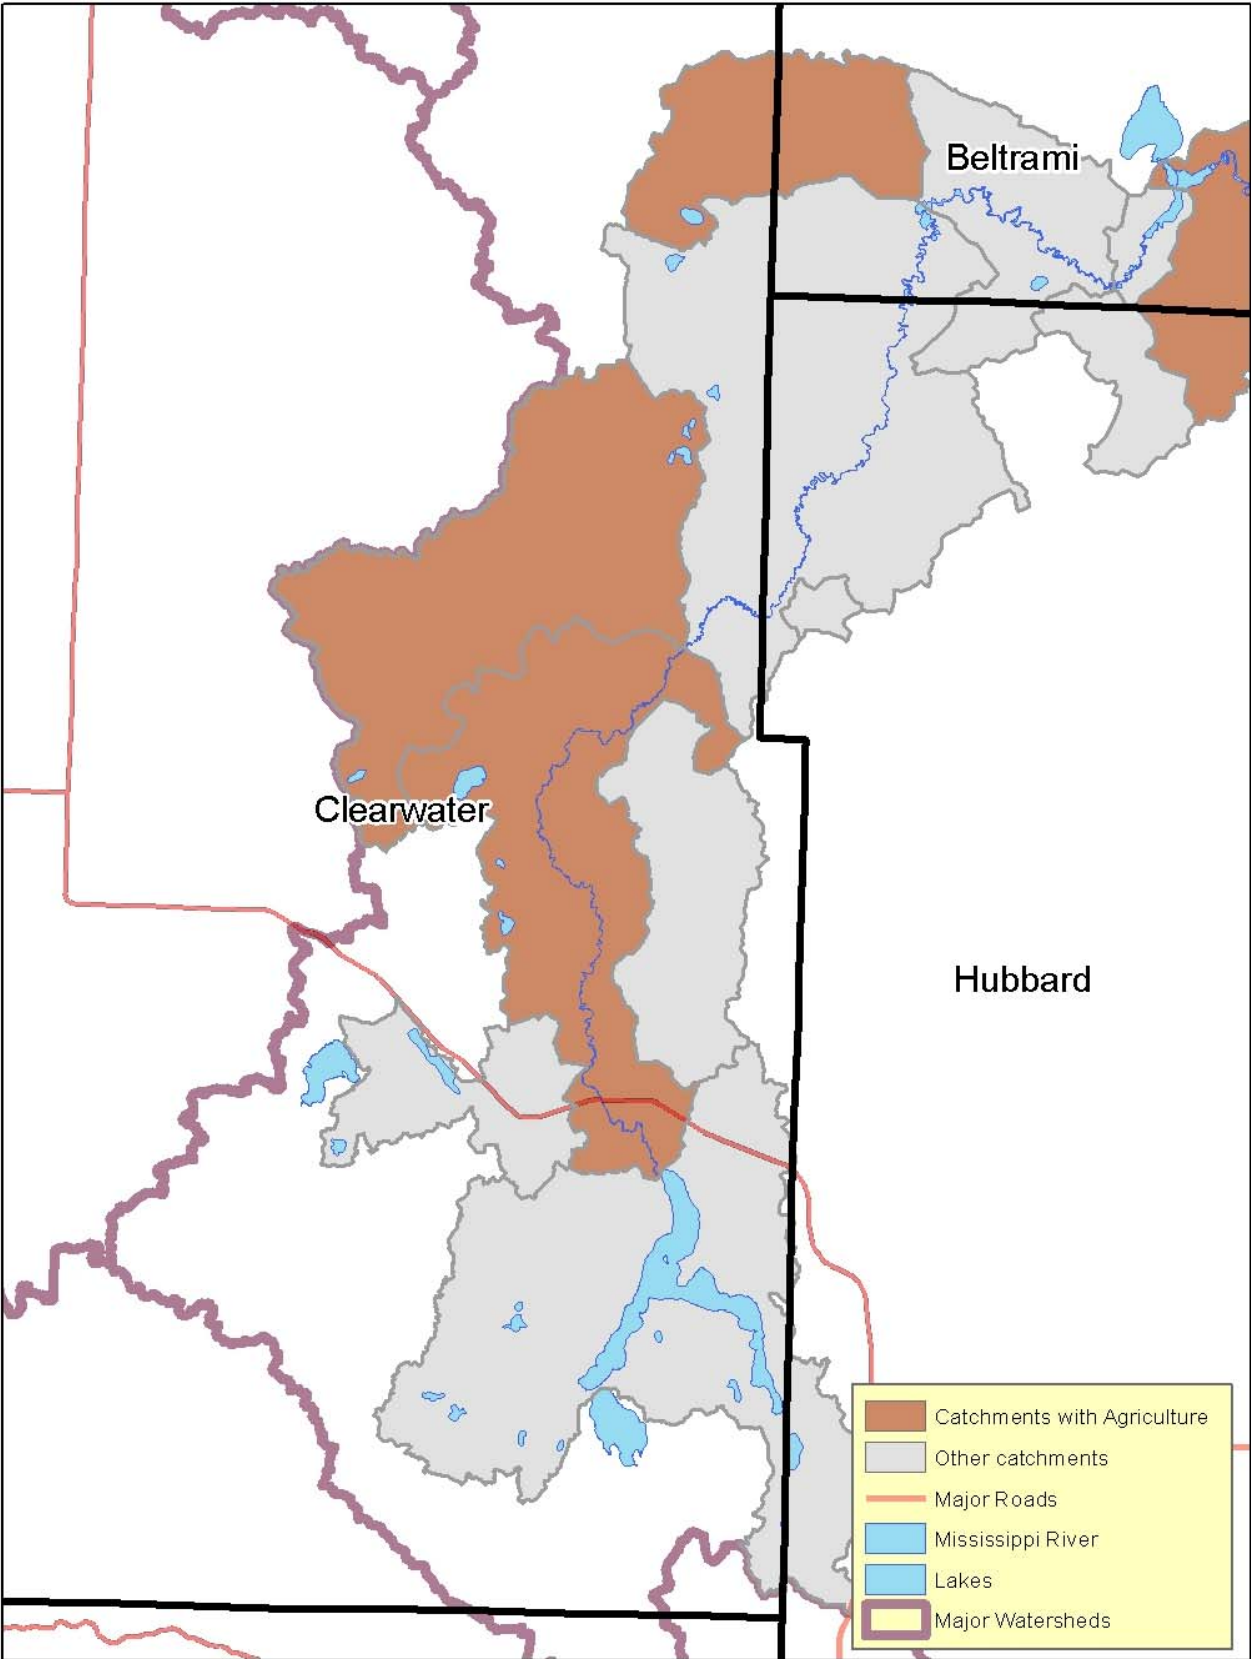 Beltrami
Clearwater
Hubbard
Catchments with Agriculture
Other catchments
Major Roads
Mississippi River
Lakes
Major Watersheds